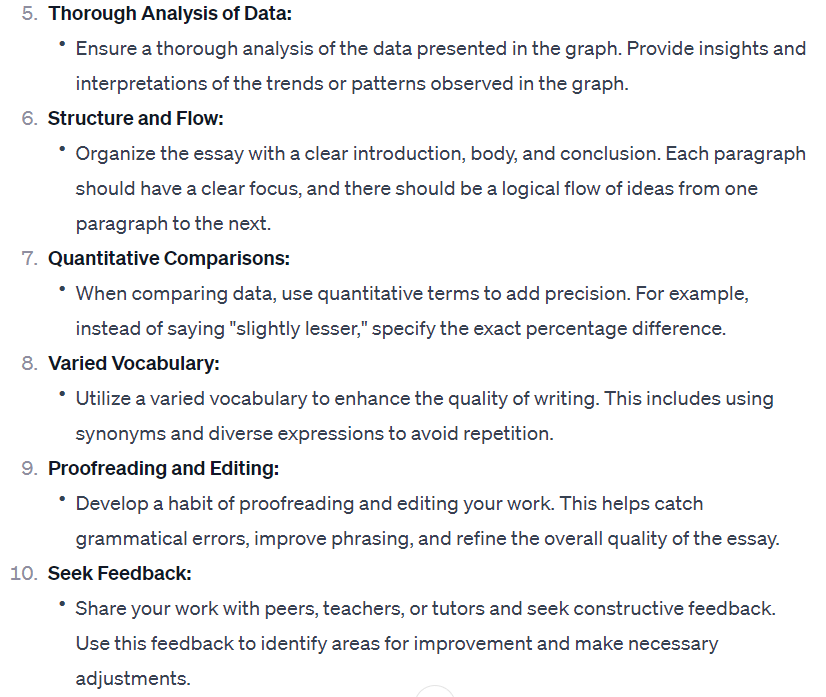 5. Thorough Analysis of Data:
• Ensure a thorough analysis of the data presented in the graph. Provide insights and
interpretations of the trends or patterns observed in the graph.
6. Structure and Flow:
• Organize the essay with a clear introduction, body, and conclusion. Each paragraph
should have a clear focus, and there should be a logical flow of ideas from one
paragraph to the next.
7. Quantitative Comparisons:
• When comparing data, use quantitative terms to add precision. For example,
instead of saying "slightly lesser," specify the exact percentage difference.
8. Varied Vocabulary:
• Utilize a varied vocabulary to enhance the quality of writing. This includes using
synonyms and diverse expressions to avoid repetition.
9. Proofreading and Editing:
• Develop a habit of proofreading and editing your work. This helps catch
grammatical errors, improve phrasing, and refine the overall quality of the essay.
10. Seek Feedback:
• Share your work with peers, teachers, or tutors and seek constructive feedback.
Use this feedback to identify areas for improvement and make necessary
adjustments.